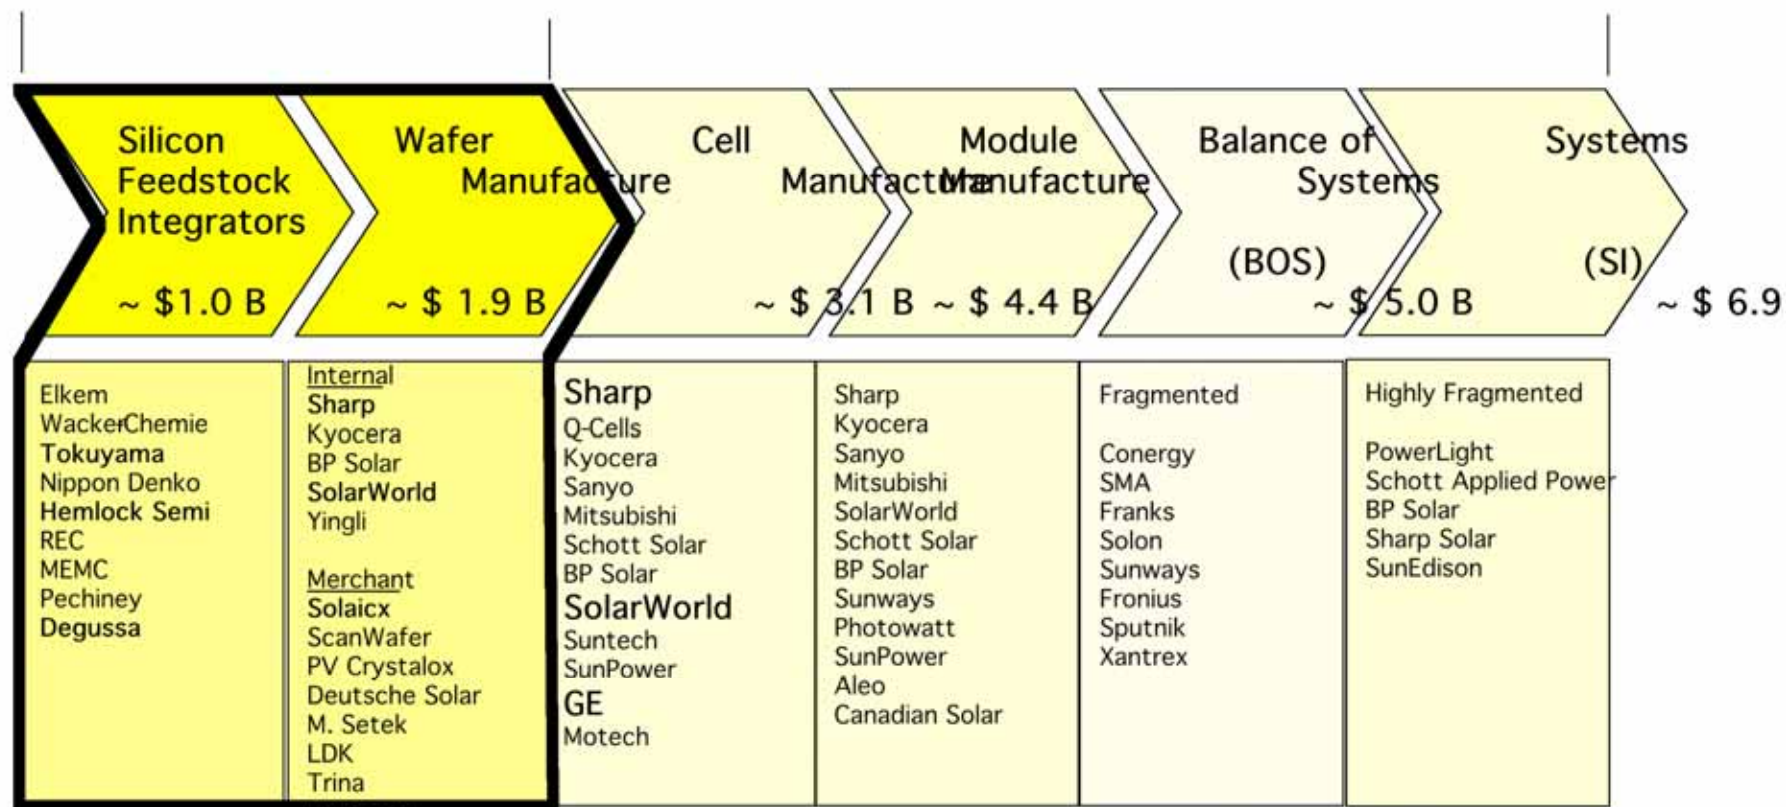 Silicon
Feedstock
Integrators
~ $1.0 B
Wafer
Manufacture
~ $ 1.9 B
Cell
Manufacture
~ $ 3.1 B
Module
Manufacture
~ $ 4.4 B
Balance of
Systems
(BOS)
~ $ 5.0 B
Systems
(SI)
~ $ 6.9
Elkem
WackerChemie
Tokuyama
Nippon Denko
Hemlock Semi
REC
MEMC
Pechiney
Degussa
Internal
Sharp
Kyocera
BP Solar
SolarWorld
Yingli
Merchant
Solaicx
ScanWafer
PV Crystalox
Deutsche Solar
M. Setek
LDK
Trina
Sharp
Q-Cells
Kyocera
Sanyo
Mitsubishi
Schott Solar
BP Solar
SolarWorld
Suntech
SunPower
GE
Motech
Sharp
Kyocera
Sanyo
Mitsubishi
SolarWorld
Schott Solar
BP Solar
Sunways
Photowatt
SunPower
Aleo
Canadian Solar
Fragmented
Conergy
SMA
Franks
Solon
Sunways
Fronius
Sputnik
Xantrex
Highly Fragmented
PowerLight
Schott Applied Power
BP Solar
Sharp Solar
SunEdison